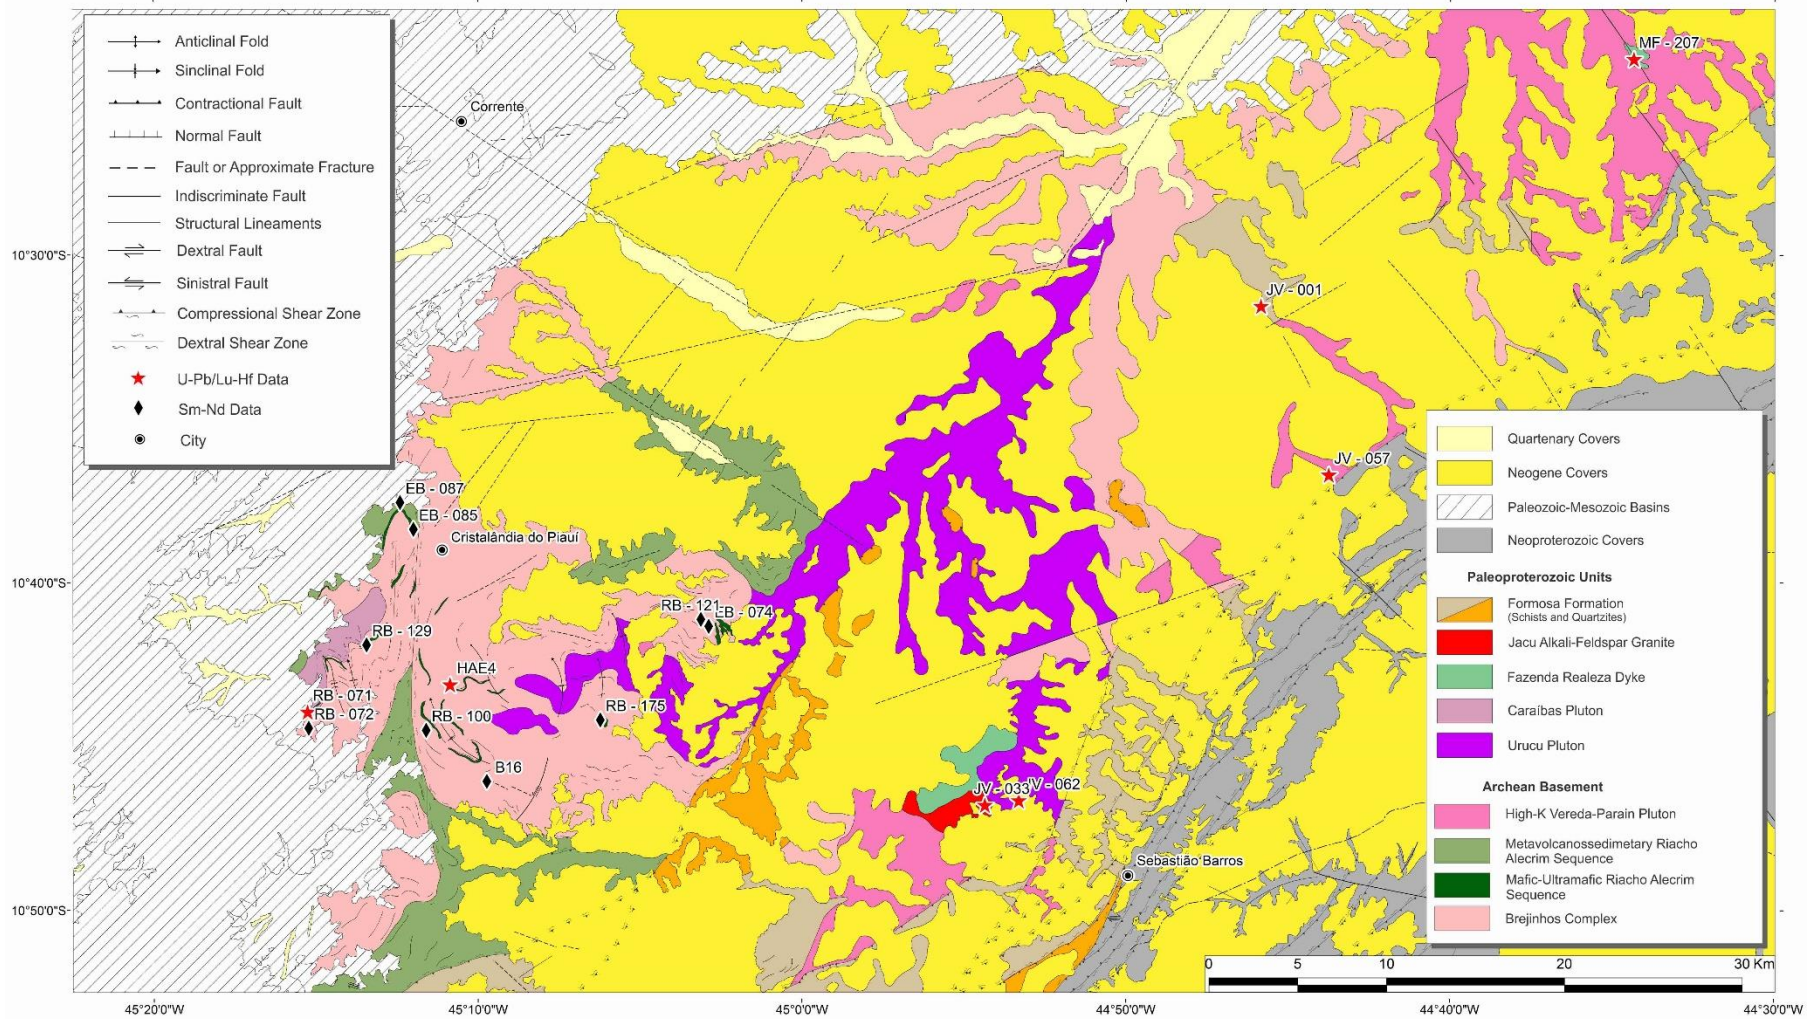 Anticlinal Fold
Sinclinal Fold
Contractional Fault
Normal Fault
Fault or Approximate Fracture
Indiscriminate Fault
Structural Lineaments
Dextral Fault
Sinistral Fault
Compressional Shear Zone
Dextral Shear Zone
U-Pb/Lu-Hf Data
Sm-Nd Data
City
Corrente
MF - 207
10°30'0"S
JV - 001
JV - 057
EB - 087
EB - 085
Cristalândia do Piauí
10°40'0"S
RB - 121
EB - 074
RB - 129
HAE4
RB - 071
RB - 072
RB - 100
RB - 175
B16
JV - 033
JV - 062
Sebastião Barros
10°50'0"S
Quartenary Covers
Neogene Covers
Paleozoic-Mesozoic Basins
Neoproterozoic Covers
Paleoproterozoic Units
Formosa Formation
(Schists and Quartzites)
Jacu Alkali-Feldspar Granite
Fazenda Realeza Dyke
Caraíbas Pluton
Urucu Pluton
Archean Basement
High-K Vereda-Parain Pluton
Metavolcanossedimetary Riacho
Alecrim Sequence
Mafic-Ultramafic Riacho Alecrim
Sequence
Brejinhos Complex
0 5 10 20 30 Km
45°20'0"W 45°10'0"W 45°0'0"W 44°50'0"W 44°40'0"W 44°30'0"W